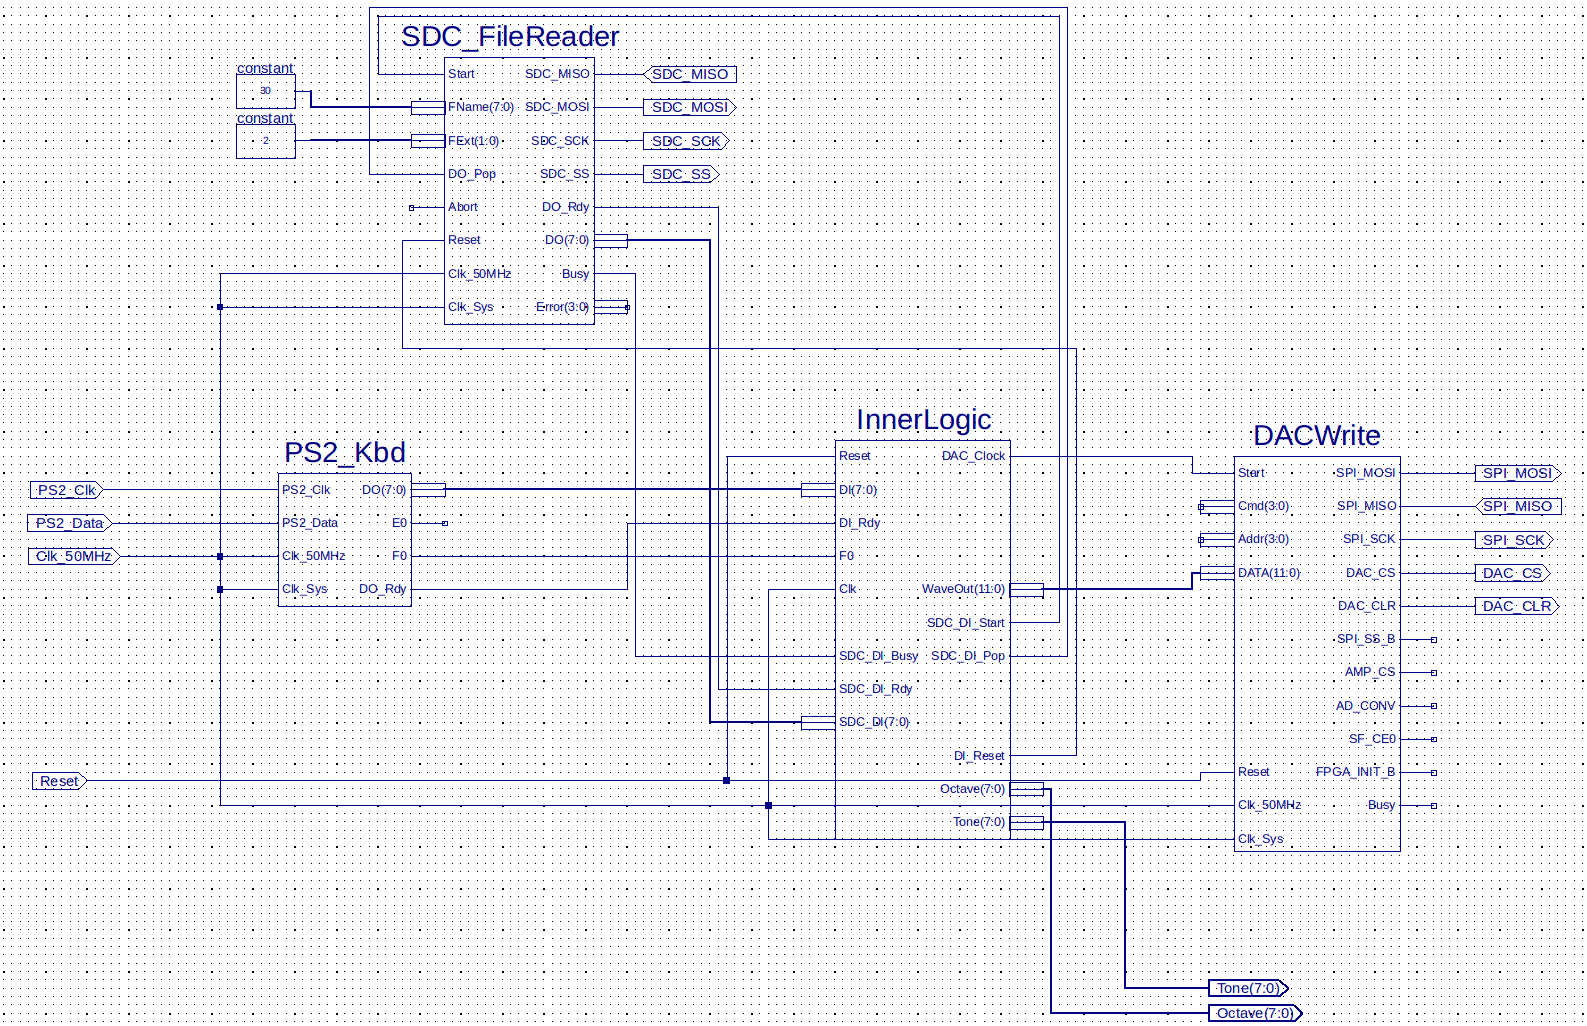 SDC_FileReader
constant
30
constant
2
Start
FName(7:0)
FExt(1:0)
DO_Pop
Abort
Reset
Clk_50MHz
Clk_Sys
SDC_MISO
SDC_MOSI
SDC_SCK
SDC_SS
DO_Rdy
DO(7:0)
Busy
Error(3:0)
SDC_MISO
SDC_MOSI
SDC_SCK
SDC_SS
PS2_Kbd
PS2_Clk
PS2_Data
Clk_50MHz
PS2_Clk
PS2_Data
Clk_50MHz
Clk_Sys
DO(7:0)
E0
F0
DO_Rdy
Reset
InnerLogic
Reset
DI(7:0)
DI_Rdy
F0
Clk
SDC_DI_Busy
SDC_DI_Rdy
SDC_DI(7:0)
DAC_Clock
WaveOut(11:0)
SDC_DI_Start
SDC_DI_Pop
DI_Reset
Octave(7:0)
Tone(7:0)
DACWrite
Start
Cmd(3:0)
Addr(3:0)
DATA(11:0)
Reset
Clk_50MHz
Clk_Sys
SPI_MOSI
SPI_MISO
SPI_SCK
DAC_CS
DAC_CLR
SPI_SS_B
AMP_CS
AD_CONV
SF_CE0
FPGA_INIT_B
Busy
SPI_MOSI
SPI_MISO
SPI_SCK
DAC_CS
DAC_CLR
Tone(7:0)
Octave(7:0)